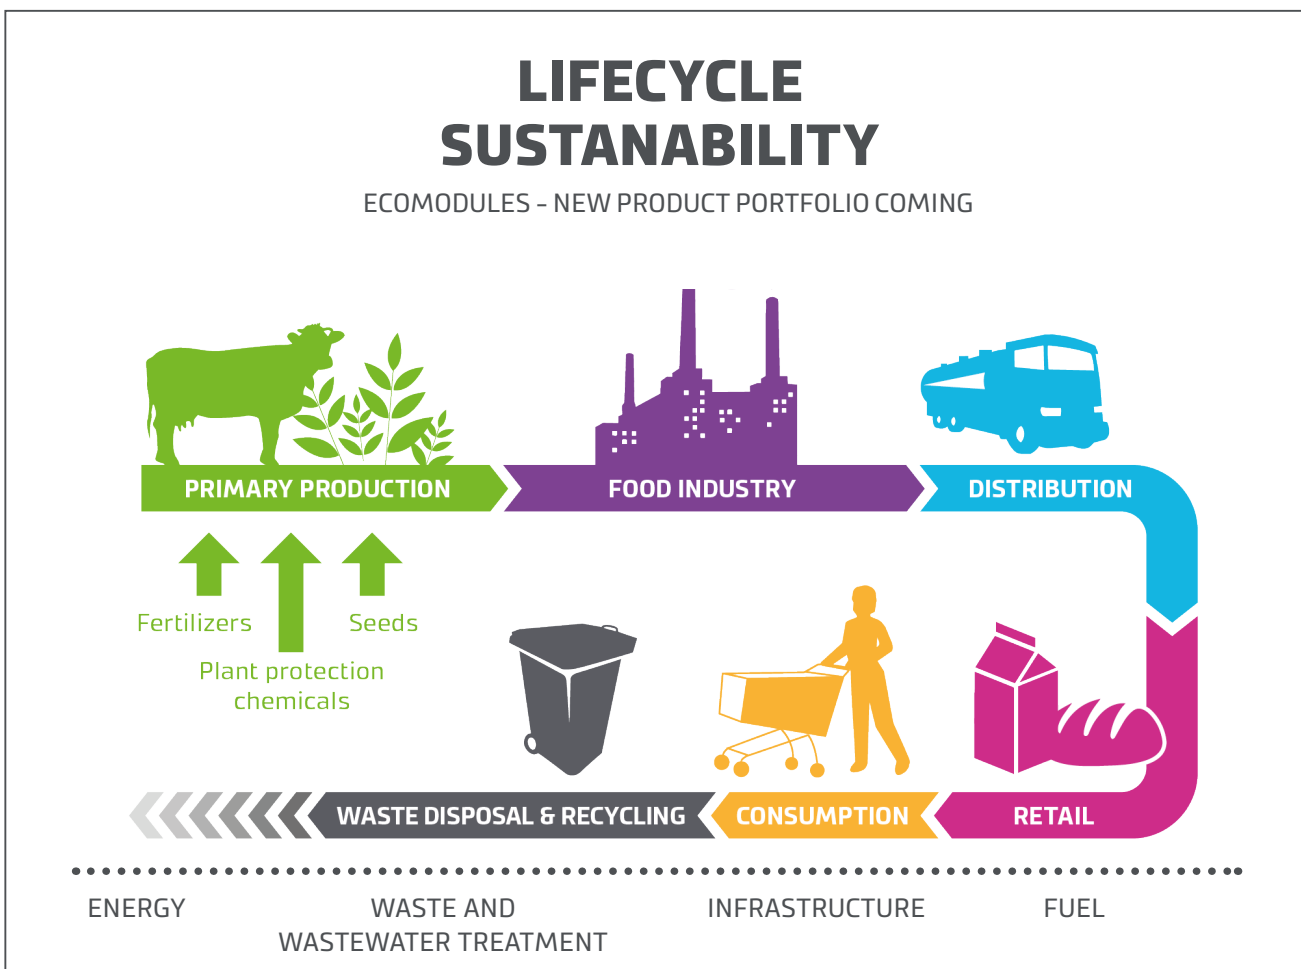 LIFECYCLE
SUSTANABILITY
ECOMODULES - NEW PRODUCT PORTFOLIO COMING
PRIMARY PRODUCTION
FOOD INDUSTRY
DISTRIBUTION
Fertilizers
Seeds
Plant protection
chemicals
WASTE DISPOSAL & RECYCLING
CONSUMPTION
RETAIL
ENERGY
WASTE AND
WASTEWATER TREATMENT
INFRASTRUCTURE
FUEL